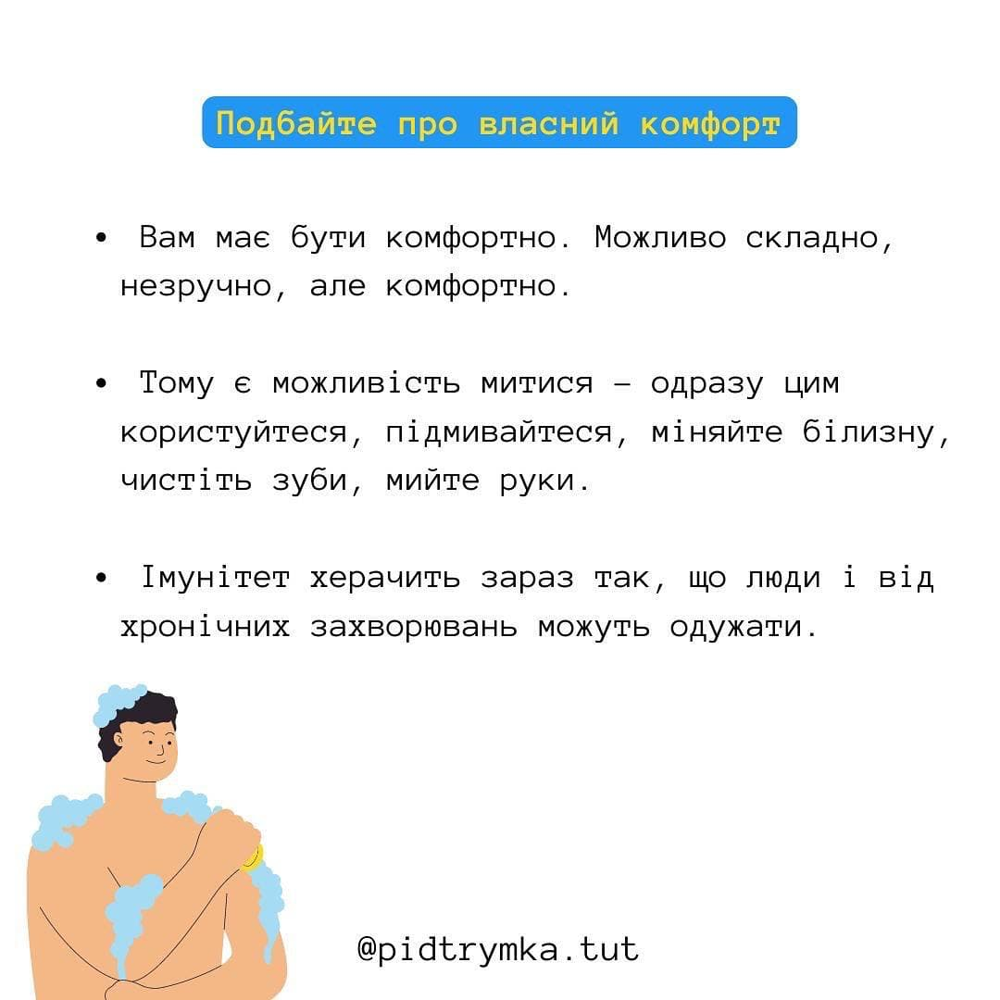 Подбайте про власний комфорт
• Вам має бути комфортно. Можливо складно,
незручно, але комфортно.
• Тому є можливість митися – одразу цим
користуйтеся, підмивайтеся, міняйте білизну,
чистіть зуби, мийте руки.
• Імунітет херачить зараз так, що люди і від
хронічних захворювань можуть одужати.
@pidtrymka.tut